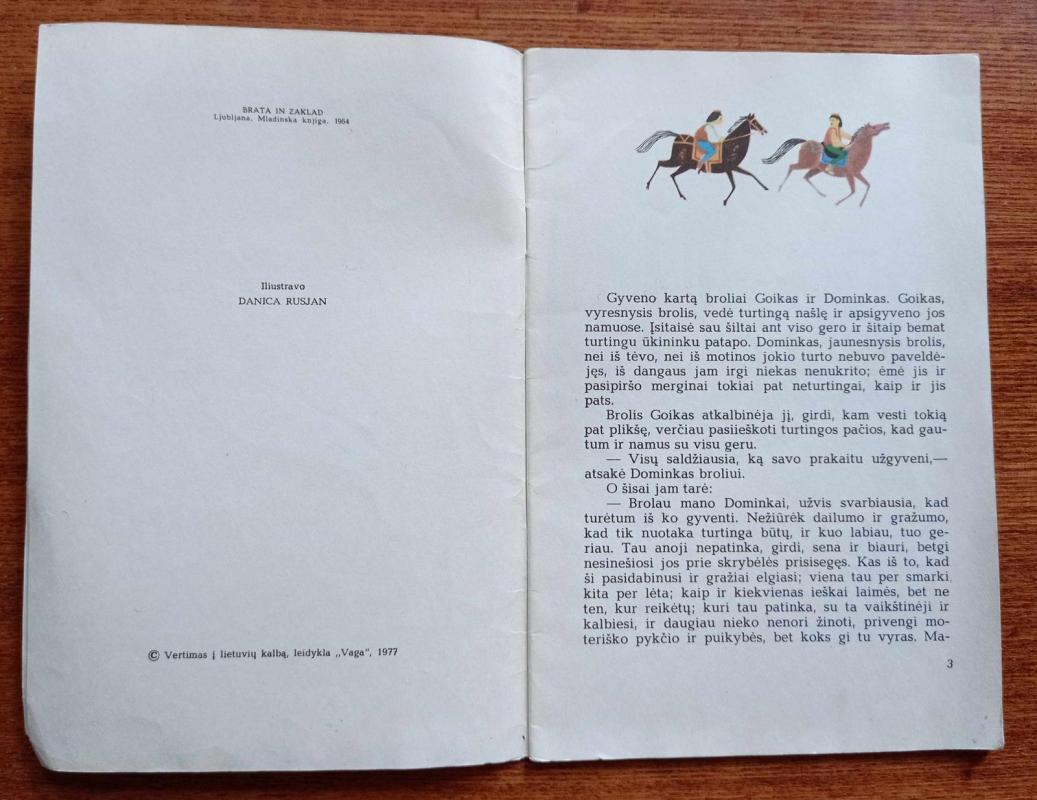 BRATA IN ZAKLAD
Ljubljana, Mladinska knjiga, 1964
Iliustravo
DANICA RUSJAN
© Vertimas į lietuvių kalbą, leidykla „Vaga“, 1977
Gyveno kartą broliai Goikas ir Dominkas. Goikas,
vyresnysis brolis, vedė turtingą našlę ir apsigyveno jos
namuose. Įsitaisė sau šiltai ant viso gero ir šitaip bemat
turtingu ūkininku patapo. Dominkas, jaunesnysis brolis,
nei iš tėvo, nei iš motinos jokio turto nebuvo paveldė-
jęs, iš dangaus jam irgi niekas nenukrito; ėmė jis ir
pasipiršo merginai tokiai pat neturtingai, kaip ir jis
pats.
Brolis Goikas atkalbinėja jį, girdi, kam vesti tokią
pat plikšę, verčiau pasiieškoti turtingos pačios, kad gau-
tum ir namus su visu geru.
— Visų saldžiausia, ką savo prakaitu užgyveni,—
atsakė Dominkas broliui.
O šisai jam tarė:
— Brolau mano Dominkai, užvis svarbiausia, kad
turėtum iš ko gyventi. Nežiūrėk dailumo ir gražumo,
kad tik nuotaka turtinga būtų, ir kuo labiau, tuo ge-
riau. Tau anoji nepatinka, girdi, sena ir biauri, betgi
nesinešiosi jos prie skrybėlės prisisegęs. Kas iš to, kad
ši pasidabinusi ir gražiai elgiasi; viena tau per smarki,
kita per lėta; kaip ir kiekvienas ieškai laimės, bet ne
ten, kur reikėtų; kuri tau patinka, su ta vaikštinėji ir
kalbiesi, ir daugiau nieko nenori žinoti, privengi mo-
teriško pykčio ir puikybės, bet koks gi tu vyras. Ma-
3